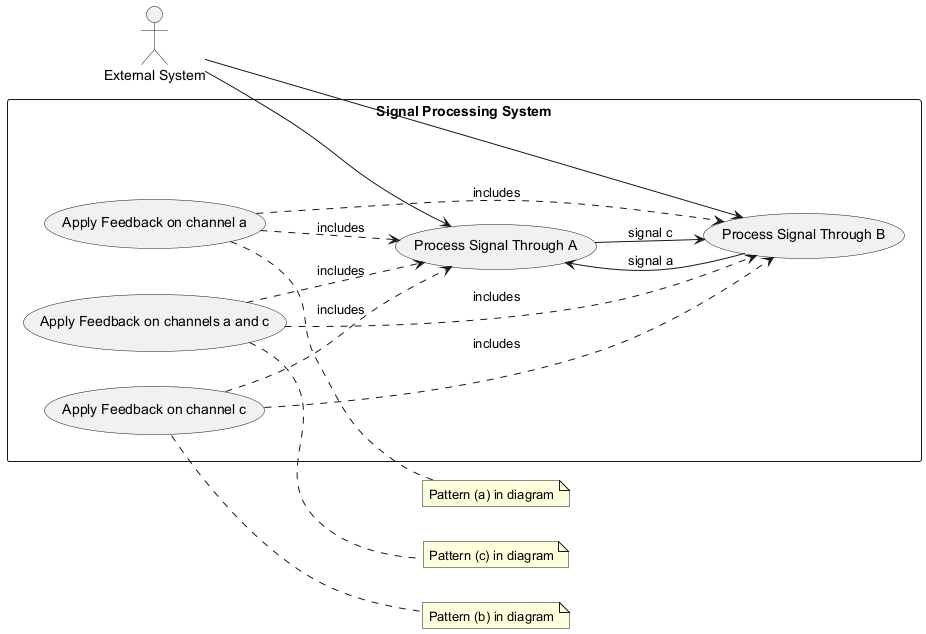 External System
Signal Processing System
includes
Apply Feedback on channel a
includes
signal c
Process Signal Through B
Process Signal Through A
signal a
includes
includes
includes
Apply Feedback on channels a and c
includes
Apply Feedback on channel c
Pattern (a) in diagram
Pattern (c) in diagram
Pattern (b) in diagram